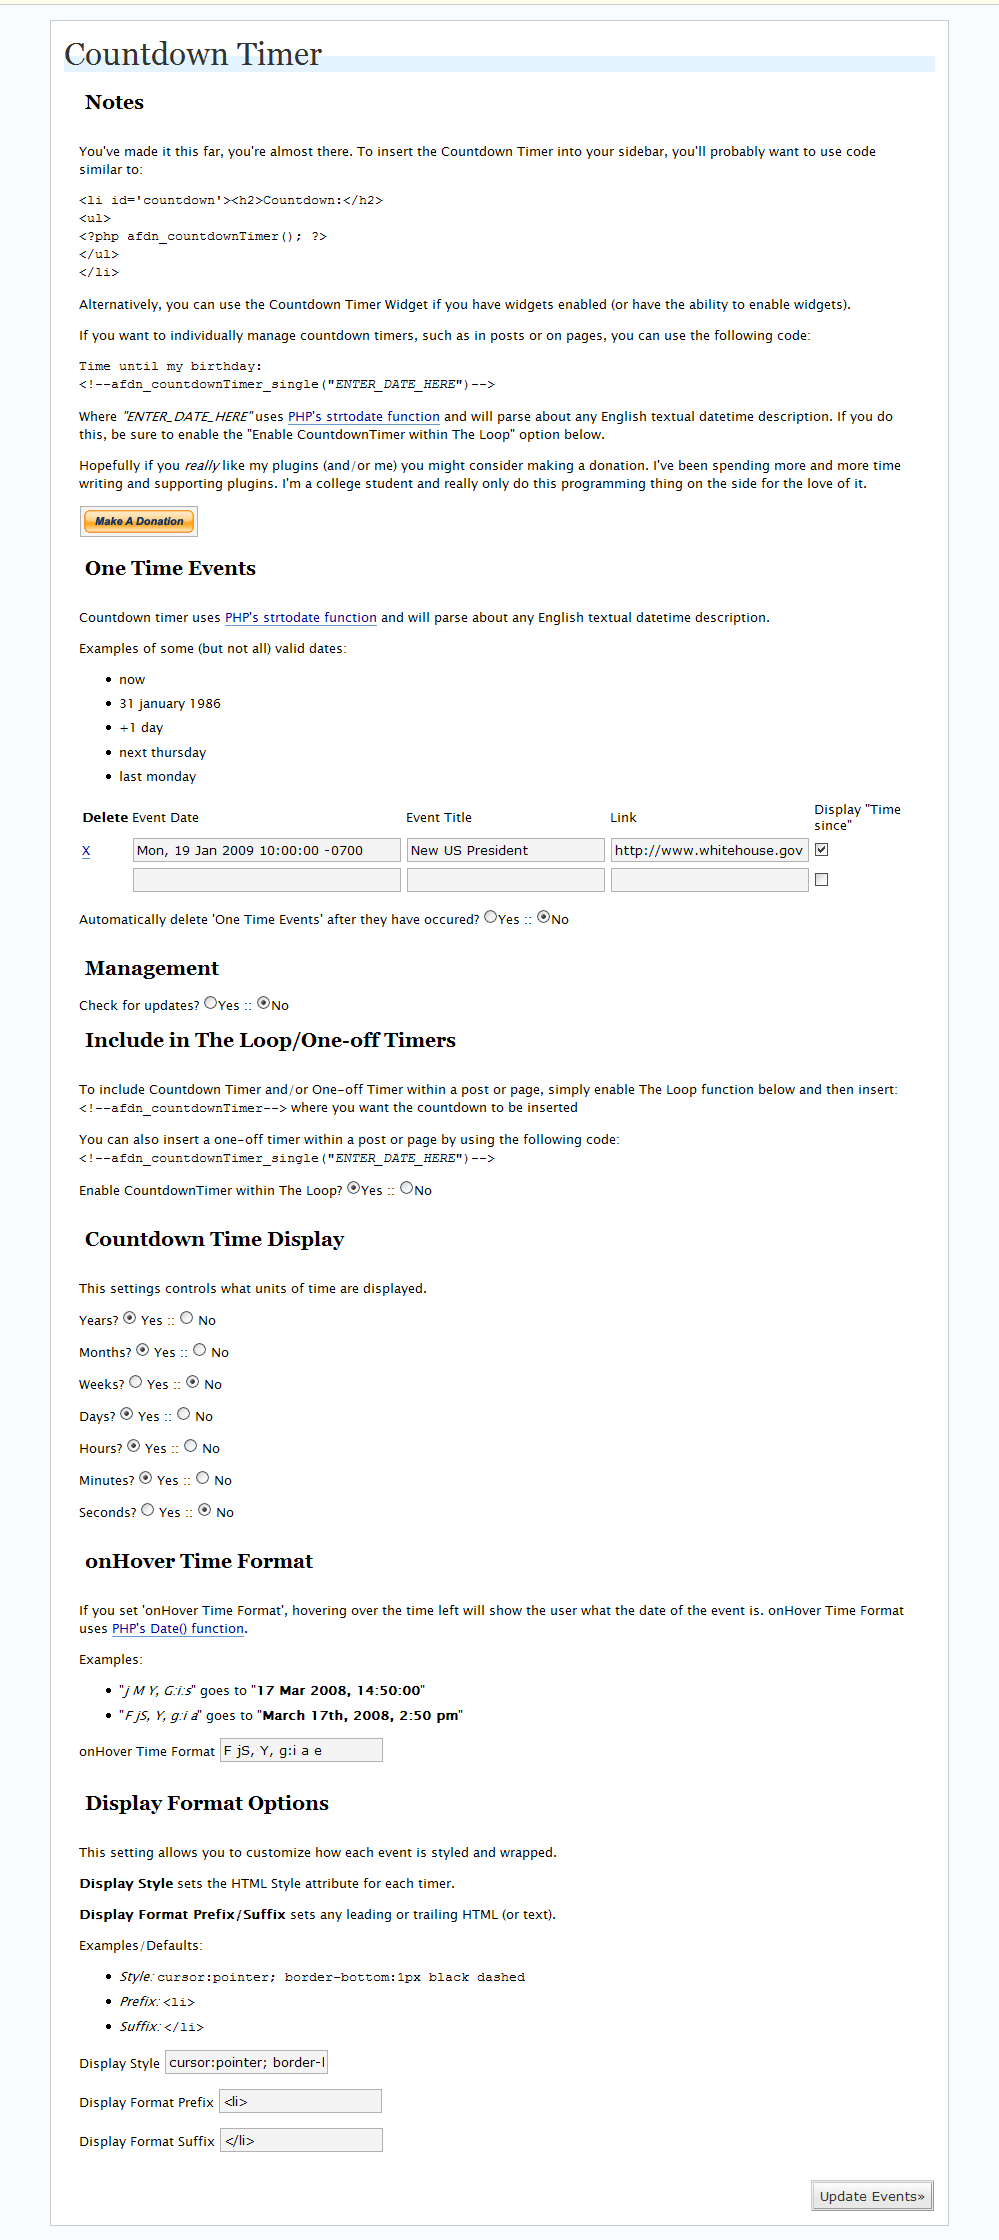 Countdown Timer
Notes
You've made it this far, you're almost there. To insert the Countdown Timer into your sidebar, you'll probably want to use code
similar to:
<li id='countdown'><h2>Countdown:</h2>
<ul>
<?php afdn_countdownTimer(); ?>
</ul>
</li>
Alternatively, you can use the Countdown Timer Widget if you have widgets enabled (or have the ability to enable widgets).
If you want to individually manage countdown timers, such as in posts or on pages, you can use the following code:
Time until my birthday:
<!--afdn_countdownTimer_single("ENTER_DATE_HERE")-->
Where "ENTER_DATE_HERE" uses PHP's strtodate function and will parse about any English textual datetime description. If you do
this, be sure to enable the "Enable CountdownTimer within The Loop" option below.
Hopefully if you really like my plugins (and/or me) you might consider making a donation. I've been spending more and more time
writing and supporting plugins. I'm a college student and really only do this programming thing on the side for the love of it.
Make A Donation
One Time Events
Countdown timer uses PHP's strtodate function and will parse about any English textual datetime description.
Examples of some (but not all) valid dates:
• now
• 31 january 1986
• +1 day
• next thursday
• last monday
Delete Event Date Event Title Link Display "Time since"
X Mon, 19 Jan 2009 10:00:00 -0700 New US President http://www.whitehouse.gov
Automatically delete 'One Time Events' after they have occured? Yes :: No
Management
Check for updates? Yes :: No
Include in The Loop/One-off Timers
To include Countdown Timer and/or One-off Timer within a post or page, simply enable The Loop function below and then insert:
<!--afdn_countdownTimer--> where you want the countdown to be inserted
You can also insert a one-off timer within a post or page by using the following code:
<!--afdn_countdownTimer_single("ENTER_DATE_HERE")-->
Enable CountdownTimer within The Loop? Yes :: No
Countdown Time Display
This settings controls what units of time are displayed.
Years? Yes :: No
Months? Yes :: No
Weeks? Yes :: No
Days? Yes :: No
Hours? Yes :: No
Minutes? Yes :: No
Seconds? Yes :: No
onHover Time Format
If you set 'onHover Time Format', hovering over the time left will show the user what the date of the event is. onHover Time Format
uses PHP's Date() function.
Examples:
• "j M Y, G:i:s" goes to "17 Mar 2008, 14:50:00"
• "F jS, Y, g:i a" goes to "March 17th, 2008, 2:50 pm"
onHover Time Format F jS, Y, g:i a e
Display Format Options
This setting allows you to customize how each event is styled and wrapped.
Display Style sets the HTML Style attribute for each timer.
Display Format Prefix/Suffix sets any leading or trailing HTML (or text).
Examples/Defaults:
• Style: cursor:pointer; border-bottom:1px black dashed
• Prefix: <li>
• Suffix: </li>
Display Style cursor:pointer; border-l
Display Format Prefix <li>
Display Format Suffix </li>
Update Events»